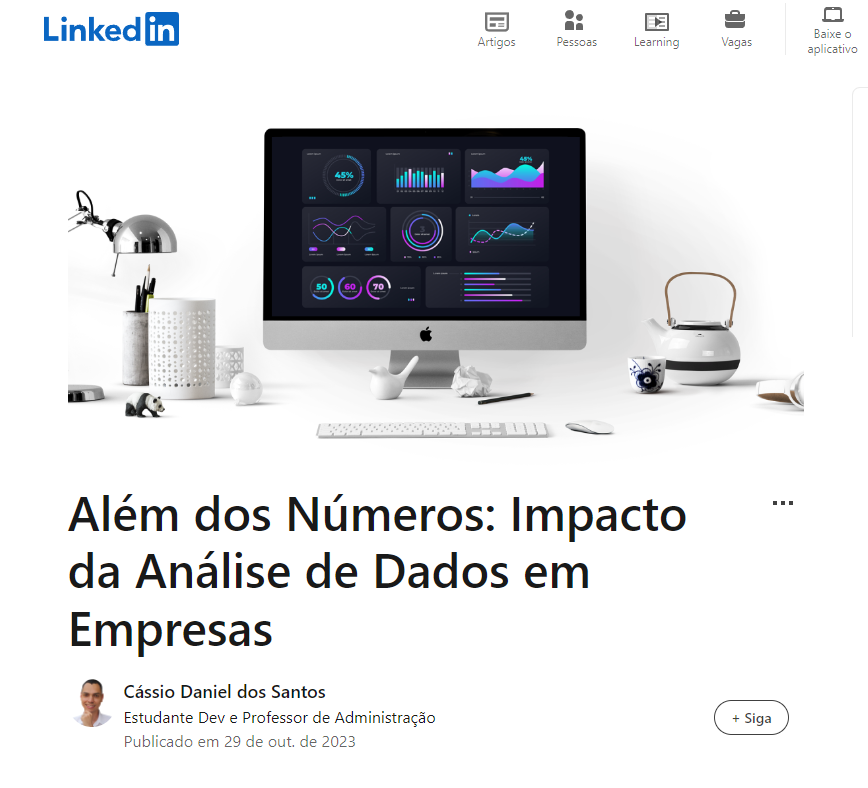 LinkedIn
Artigos
Pessoas
Learning
Vagas
Baixe o
aplicativo
45%
45%
50
60
70
Além dos Números: Impacto
da Análise de Dados em
Empresas
Cássio Daniel dos Santos
Estudante Dev e Professor de Administração
Publicado em 29 de out. de 2023
+ Siga